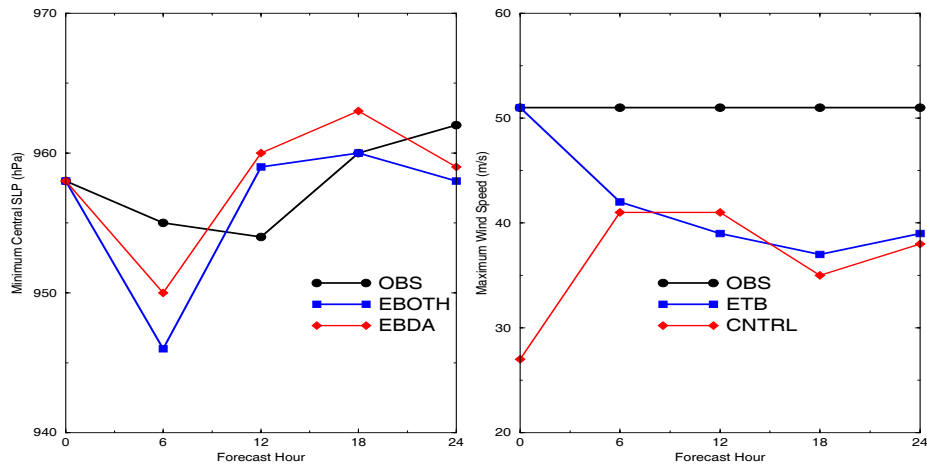 970
960
950
940
Minimum Central SLP (hPa)
0
6
12
18
24
Forecast Hour
OBS
EBOTH
EBDA
60
50
40
30
20
Maximum Wind Speed (m/s)
0
6
12
18
24
Forecast Hour
OBS
ETB
CNTRL